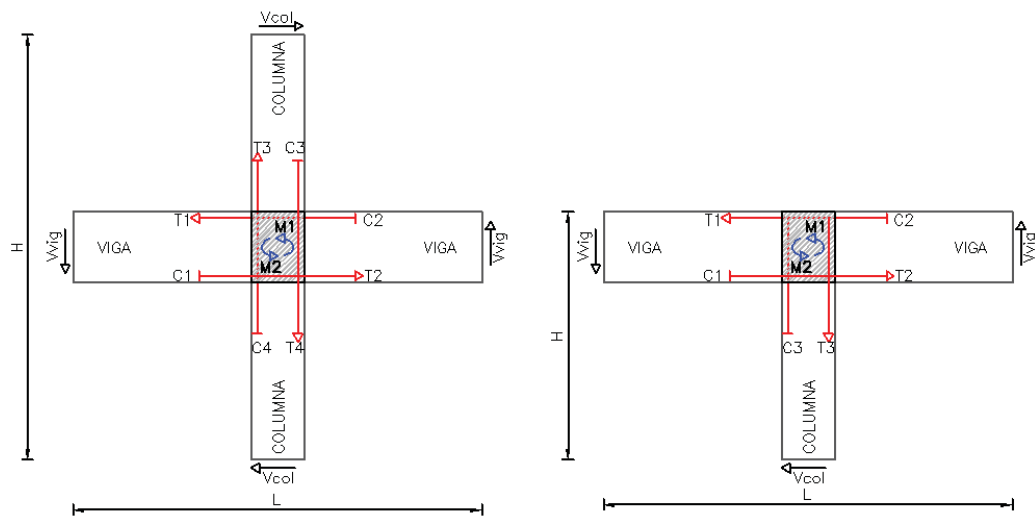 Vcol
COLUMNA
T3
C3
H
T1
C2
M1
Vvig
VIGA
VIGA
Vvig
M2
C1
T2
C4
T4
COLUMNA
Vcol
L
T1
C2
M1
Vvig
VIGA
VIGA
Vvig
M2
C1
T2
H
C3
T3
COLUMNA
Vcol
L